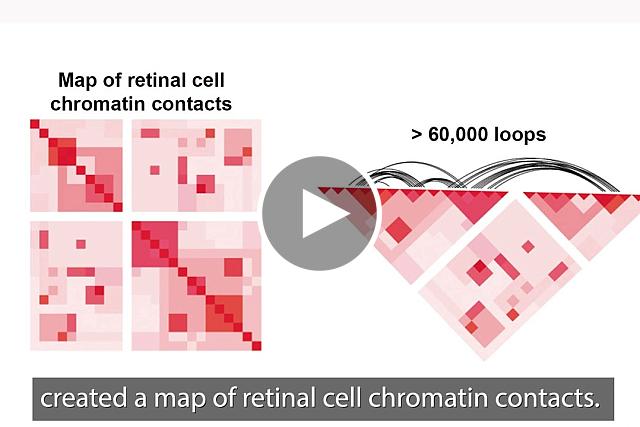 Map of retinal cell
chromatin contacts
> 60,000 loops
created a map of retinal cell chromatin contacts.